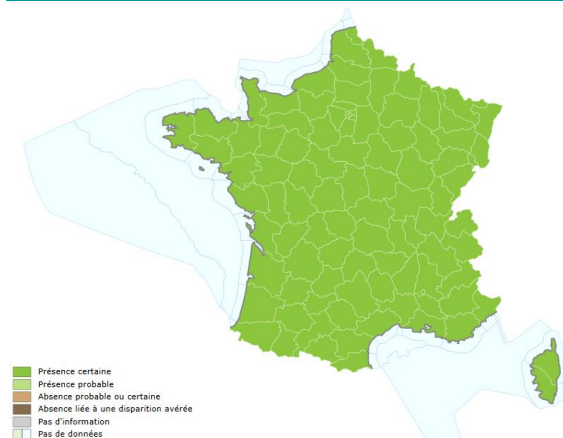 Présence certaine
Présence probable
Absence probable ou certaine
Absence liée à une disparition avérée
Pas d'information
Pas de données